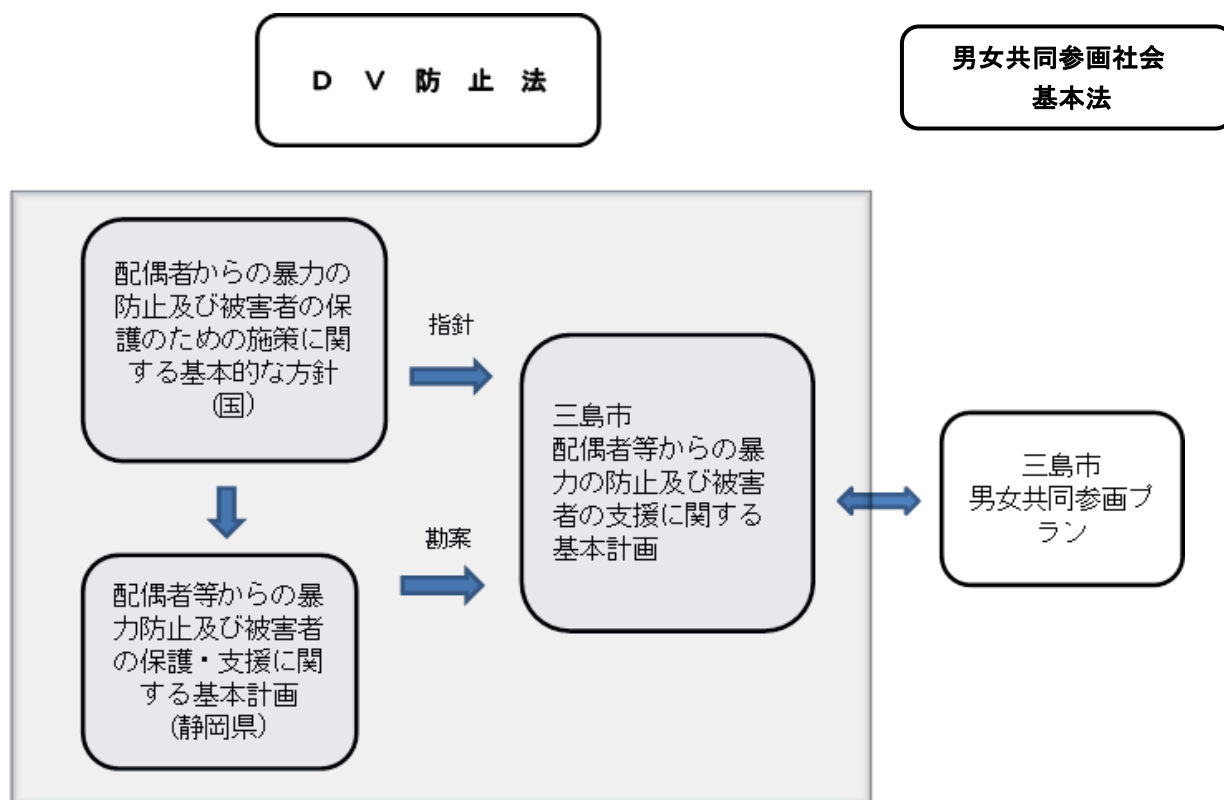 DV防止法
男女共同参画社会
基本法
配偶者からの暴力の
防止及び被害者の保
護のための施策に関
する基本的な方針
(国)
指針
三島市
配偶者等からの暴
力の防止及び被害
者の支援に関する
基本計画
三島市
男女共同参画プ
ラン
勘案
配偶者等からの暴
力防止及び被害者
の保護・支援に関
する基本計画
(静岡県)